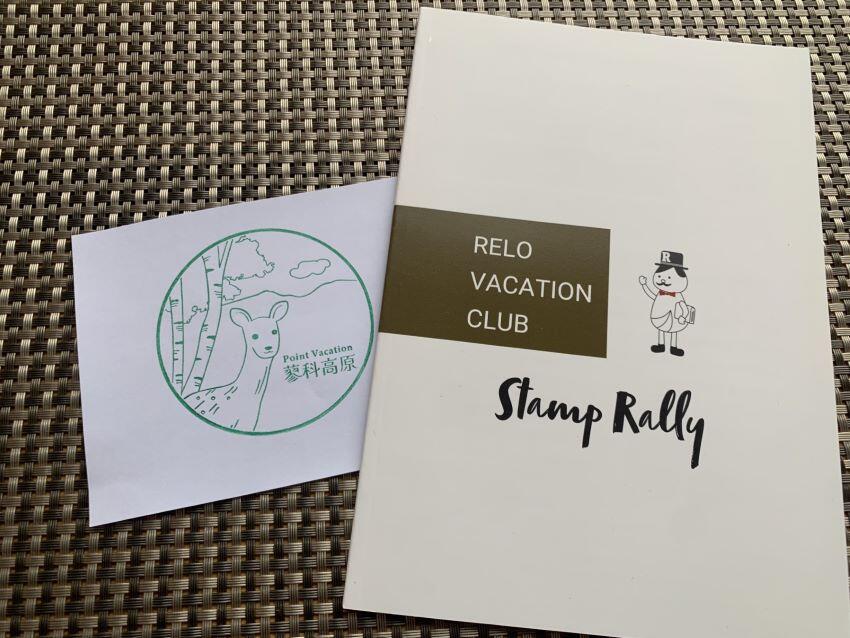 Point Vacation
蓼科高原
RELO
VACATION
CLUB
R
Stamp Rally